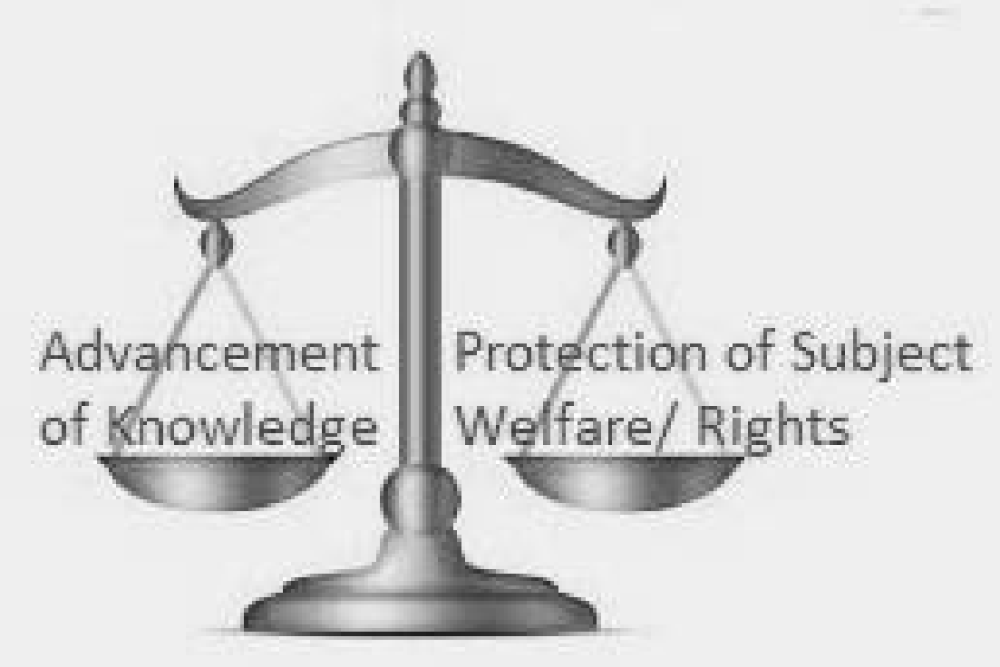 Advancement
of Knowledge
Protection of Subject
Welfare/ Rights